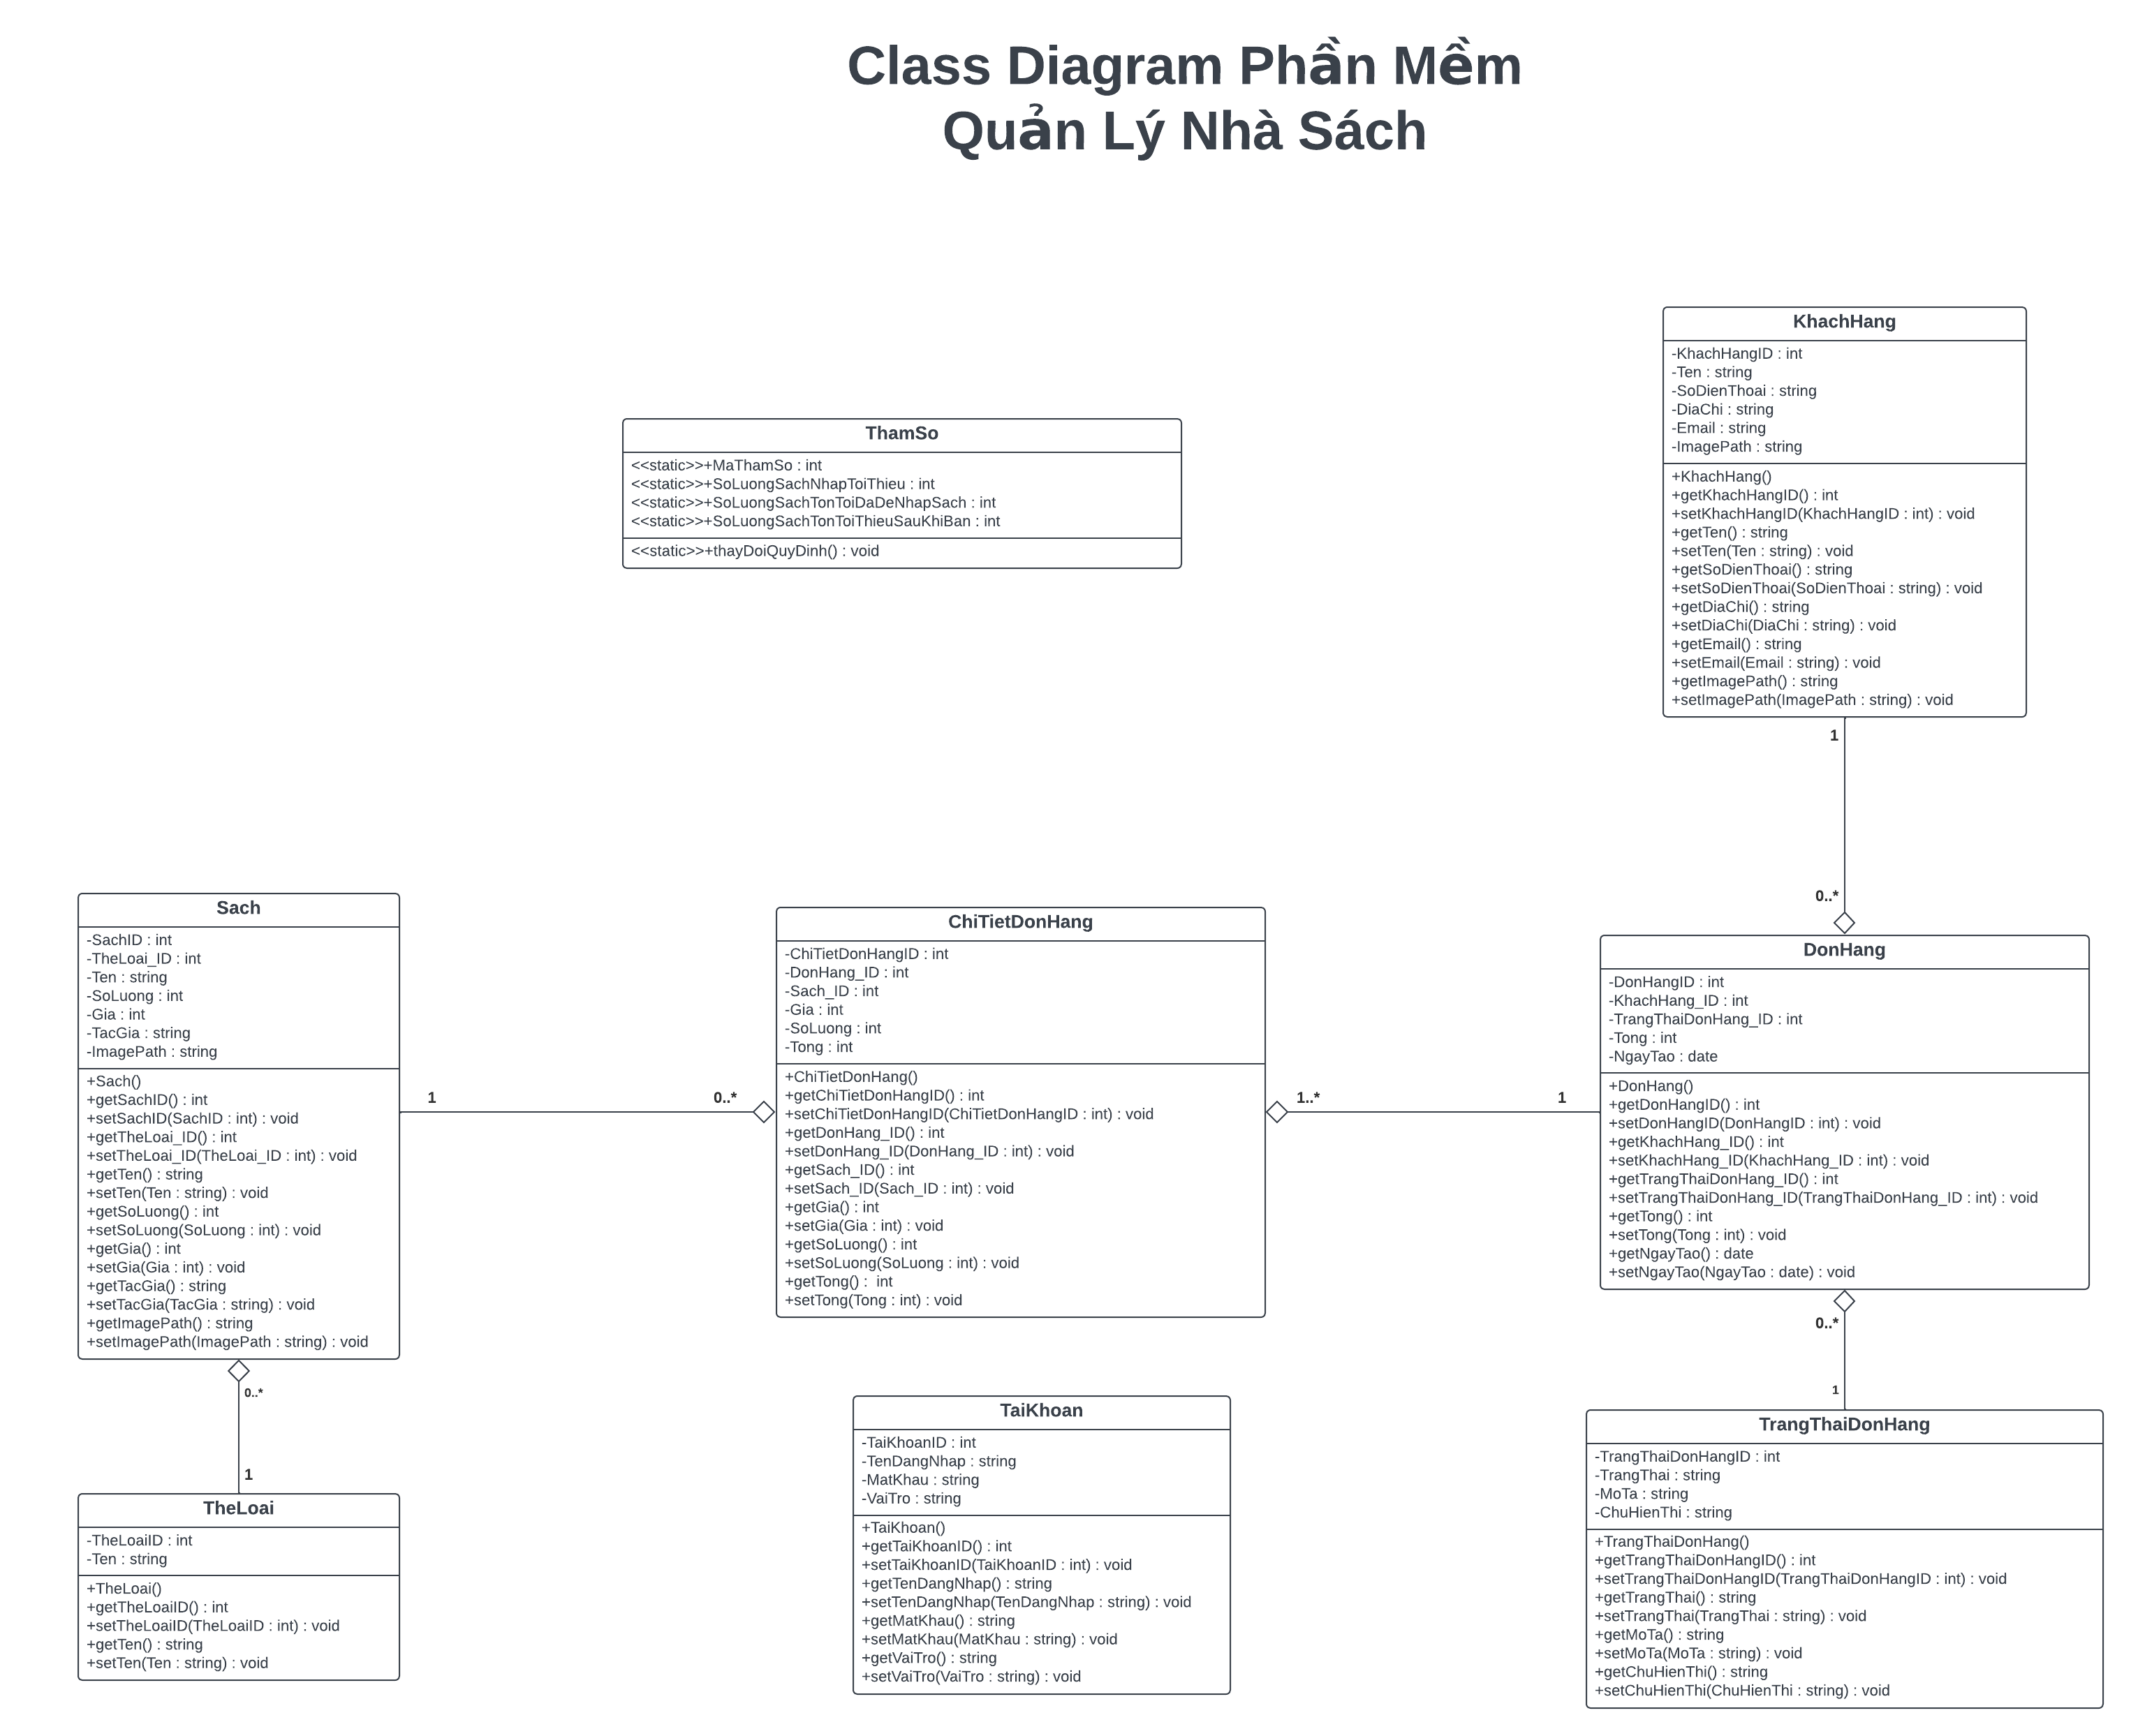 Class Diagram Phần Mềm
Quản Lý Nhà Sách
KhachHang
-KhachHangID : int
-Ten : string
-SoDienThoai : string
-DiaChi : string
-Email : string
-ImagePath : string
+KhachHang()
+getKhachHangID() : int
+setKhachHangID(KhachHangID : int) : void
+getTen() : string
+setTen(Ten : string) : void
+getSoDienThoai() : string
+setSoDienThoai(SoDienThoai : string) : void
+getDiaChi() : string
+setDiaChi(DiaChi : string) : void
+getEmail() : string
+setEmail(Email : string) : void
+getImagePath() : string
+setImagePath(ImagePath : string) : void
ThamSo
<<static>>+MaThamSo : int
<<static>>+SoLuongSachNhapToiThieu : int
<<static>>+SoLuongSachTonToiDaDeNhapSach : int
<<static>>+SoLuongSachTonToiThieuSauKhiBan : int
<<static>>+thayDoiQuyDinh() : void
1
0..*
Sach
-SachID : int
-TheLoai_ID : int
-Ten : string
-SoLuong : int
-Gia : int
-TacGia : string
-ImagePath : string
+Sach()
+getSachID() : int
+setSachID(SachID : int) : void
+getTheLoai_ID() : int
+setTheLoai_ID(TheLoai_ID : int) : void
+getTen() : string
+setTen(Ten : string) : void
+getSoLuong() : int
+setSoLuong(SoLuong : int) : void
+getGia() : int
+setGia(Gia : int) : void
+getTacGia() : string
+setTacGia(TacGia : string) : void
+getImagePath() : string
+setImagePath(ImagePath : string) : void
1
0..*
ChiTietDonHang
-ChiTietDonHangID : int
-DonHang_ID : int
-Sach_ID : int
-Gia : int
-SoLuong : int
-Tong : int
+ChiTietDonHang()
+getChiTietDonHangID() : int
+setChiTietDonHangID(ChiTietDonHangID : int) : void
+getDonHang_ID() : int
+setDonHang_ID(DonHang_ID : int) : void
+getSach_ID() : int
+setSach_ID(Sach_ID : int) : void
+getGia() : int
+setGia(Gia : int) : void
+getSoLuong() : int
+setSoLuong(SoLuong : int) : void
+getTong() :  int
+setTong(Tong : int) : void
1..*
1
DonHang
-DonHangID : int
-KhachHang_ID : int
-TrangThaiDonHang_ID : int
-Tong : int
-NgayTao : date
+DonHang()
+getDonHangID() : int
+setDonHangID(DonHangID : int) : void
+getKhachHang_ID() : int
+setKhachHang_ID(KhachHang_ID : int) : void
+getTrangThaiDonHang_ID() : int
+setTrangThaiDonHang_ID(TrangThaiDonHang_ID : int) : void
+getTong() : int
+setTong(Tong : int) : void
+getNgayTao() : date
+setNgayTao(NgayTao : date) : void
0..*
1
0..*
1
TheLoai
-TheLoaiID : int
-Ten : string
+TheLoai()
+getTheLoaiID() : int
+setTheLoaiID(TheLoaiID : int) : void
+getTen() : string
+setTen(Ten : string) : void
TaiKhoan
-TaiKhoanID : int
-TenDangNhap : string
-MatKhau : string
-VaiTro : string
+TaiKhoan()
+getTaiKhoanID() : int
+setTaiKhoanID(TaiKhoanID : int) : void
+getTenDangNhap() : string
+setTenDangNhap(TenDangNhap : string) : void
+getMatKhau() : string
+setMatKhau(MatKhau : string) : void
+getVaiTro() : string
+setVaiTro(VaiTro : string) : void
TrangThaiDonHang
-TrangThaiDonHangID : int
-TrangThai : string
-MoTa : string
-ChuHienThi : string
+TrangThaiDonHang()
+getTrangThaiDonHangID() : int
+setTrangThaiDonHangID(TrangThaiDonHangID : int) : void
+getTrangThai() : string
+setTrangThai(TrangThai : string) : void
+getMoTa() : string
+setMoTa(MoTa : string) : void
+getChuHienThi() : string
+setChuHienThi(ChuHienThi : string) : void